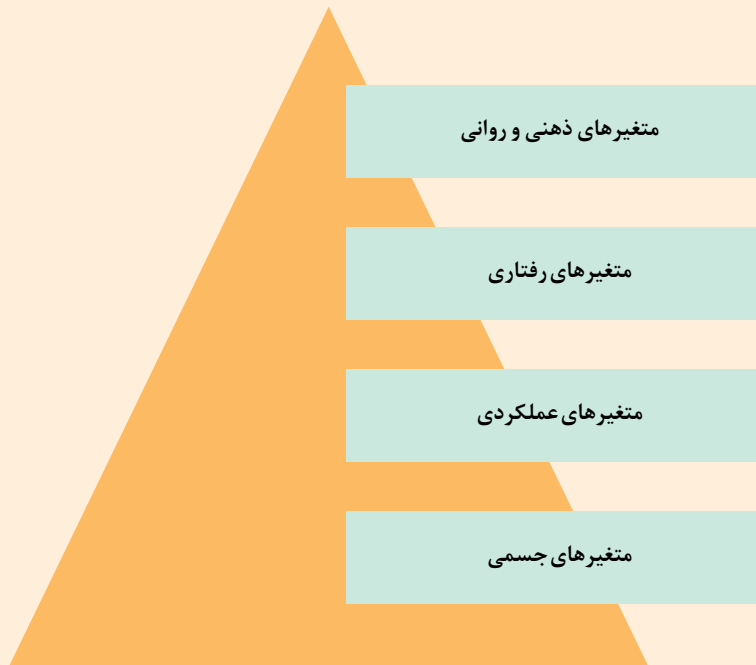 متغیرهای ذهنی و روانی
متغیرهای رفتاری
متغیرهای عملکردی
متغیرهای جسمی